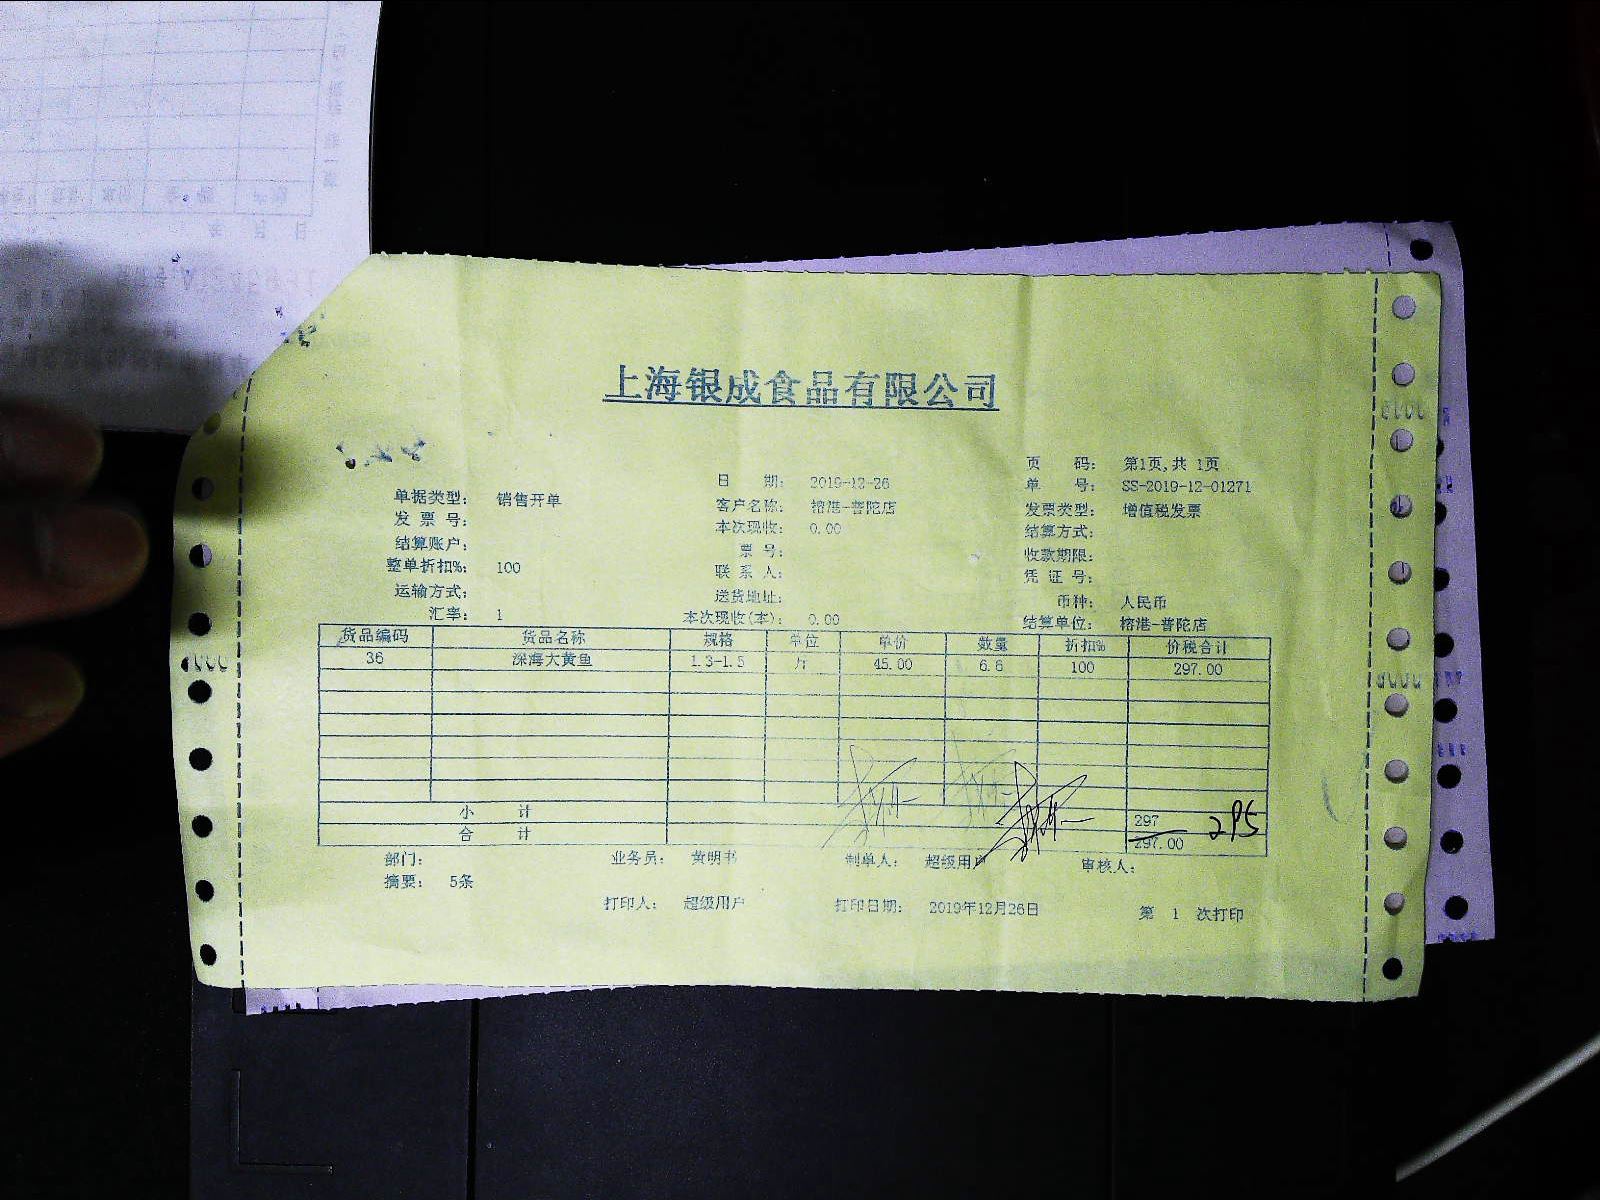 上海银成食品有限公司
页 码: 第1页,共 1页
单据类型: 销售开单 日 期: 2019-12-26 单 号: SS-2019-12-01271
发 票 号: 客户名称: 榕港-普陀店 发票类型: 增值税发票
结算账户: 本次现收: 0.00 结算方式:
整单折扣%: 100 票 号: 收款期限:
运输方式: 联 系 人: 凭 证 号:
汇率: 1 送货地址: 币种: 人民币
本次现收(本): 0.00 结算单位: 榕港-普陀店
货品编码 货品名称 规格 单位 单价 数量 折扣% 价税合计
36 深海大黄鱼 1.3-1.5 斤 45.00 6.6 100 297.00
小 计 297
295
合 计 297.00
部门: 业务员: 黄明书 制单人: 超级用户 审核人:
摘要: 5条
打印人: 超级用户 打印日期: 2019年12月26日 第 1 次打印